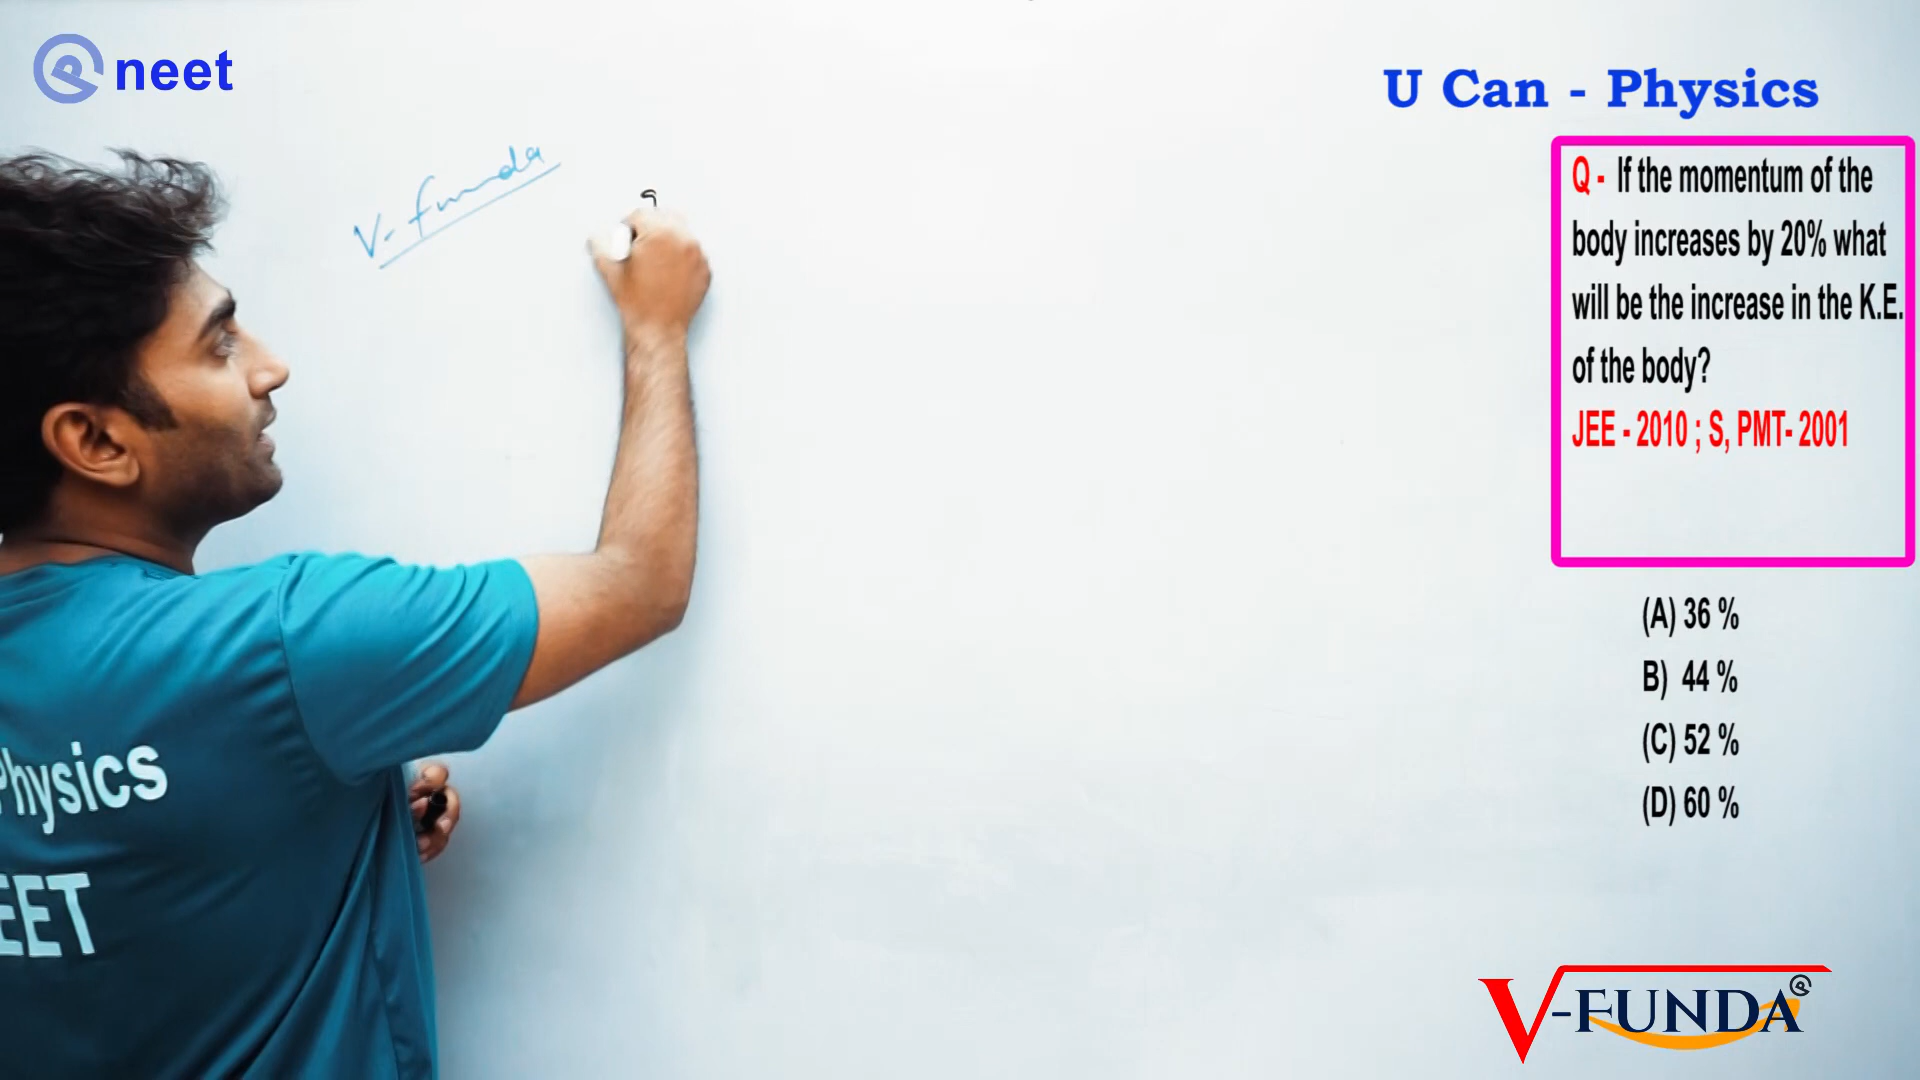 neet
U Can - Physics
V- funda
Q - If the momentum of the
body increases by 20% what
will be the increase in the K.E.
of the body?
JEE - 2010 ; S, PMT- 2001
(A) 36 %
B) 44 %
(C) 52 %
(D) 60 %
Physics
EET
V-FUNDA